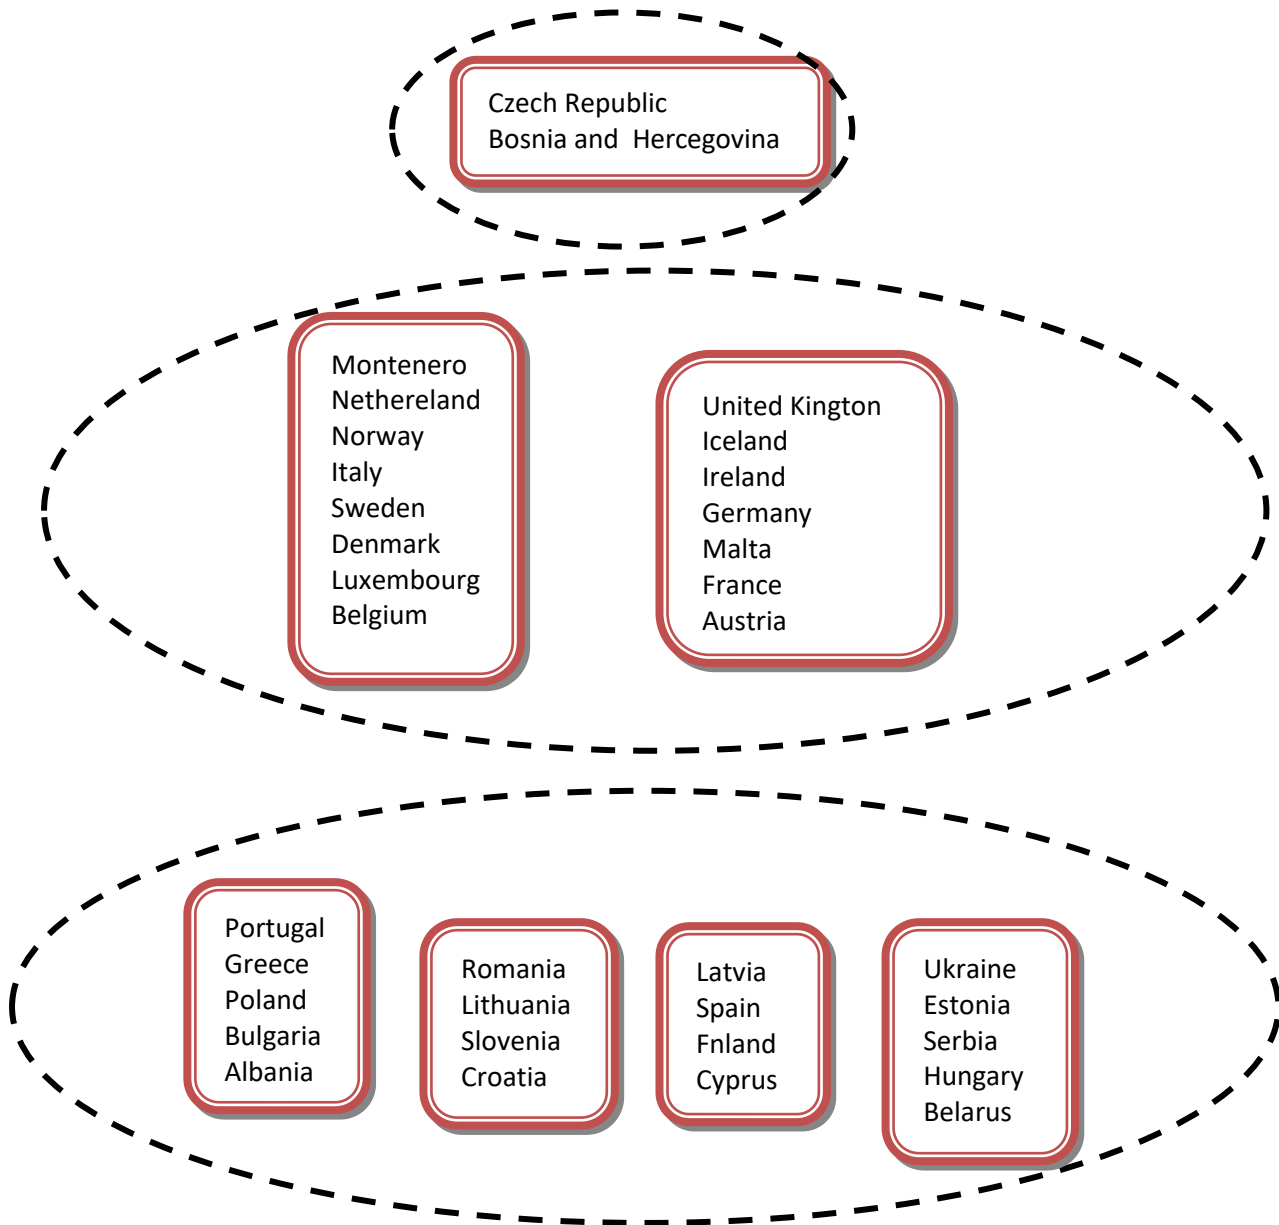 Czech Republic
Bosnia and  Hercegovina
Montenero
Nethereland
Norway
Italy
Sweden
Denmark
Luxembourg
Belgium
United Kington
Iceland
Ireland
Germany
Malta
France
Austria
Portugal
Greece
Poland
Bulgaria
Albania
Romania
Lithuania
Slovenia
Croatia
Latvia
Spain
Fnland
Cyprus
Ukraine
Estonia
Serbia
Hungary
Belarus